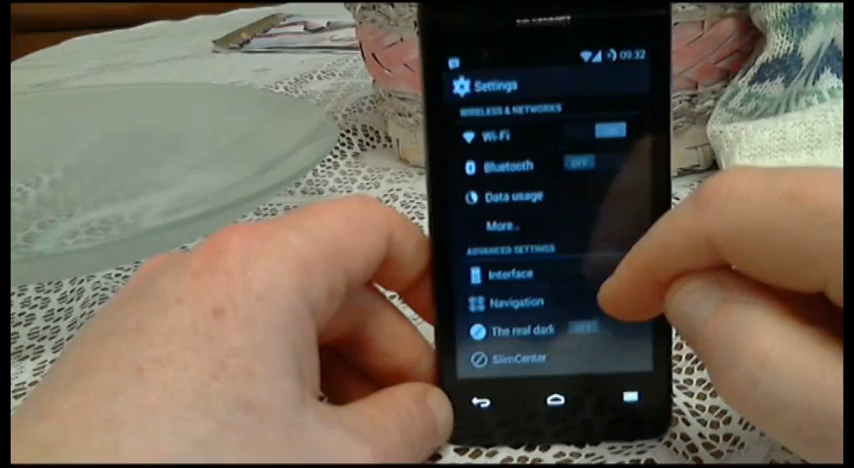 09:32
Settings
WIRELESS & NETWORKS
Wi-Fi
Bluetooth OFF
Data usage
More...
ADVANCED SETTINGS
Interface
Navigation
The real dark OFF
SlimCenter